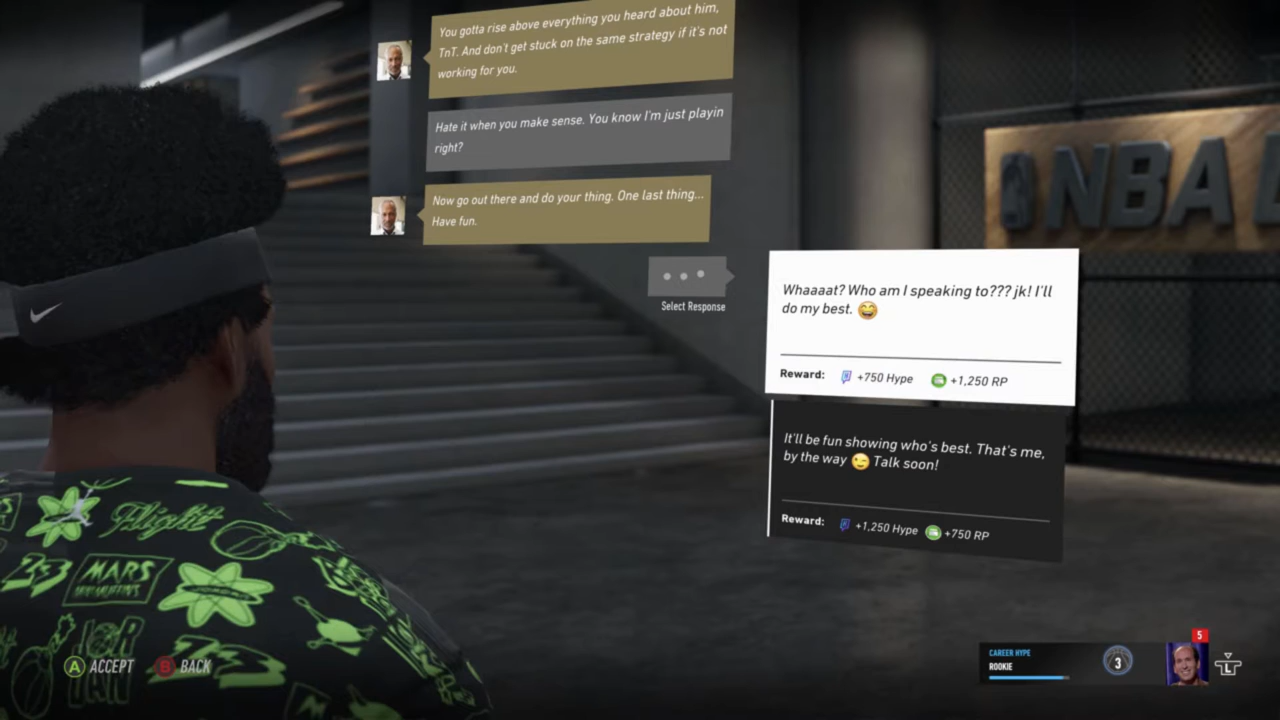 You gotta rise above everything you heard about him,
TnT. And don't get stuck on the same strategy if it's not
working for you.
Hate it when you make sense. You know I'm just playin
right?
Now go out there and do your thing. One last thing...
Have fun.
Select Response
Whaaaat? Who am I speaking to??? jk! I'll
do my best. 😂
Reward: +750 Hype +1,250 RP
It'll be fun showing who's best. That's me,
by the way 😉 Talk soon!
Reward: +1,250 Hype +750 RP
NBA
Flight
23
MARS
JOR
DAN
A ACCEPT B BACK
CAREER HYPE
ROOKIE
3
5
L